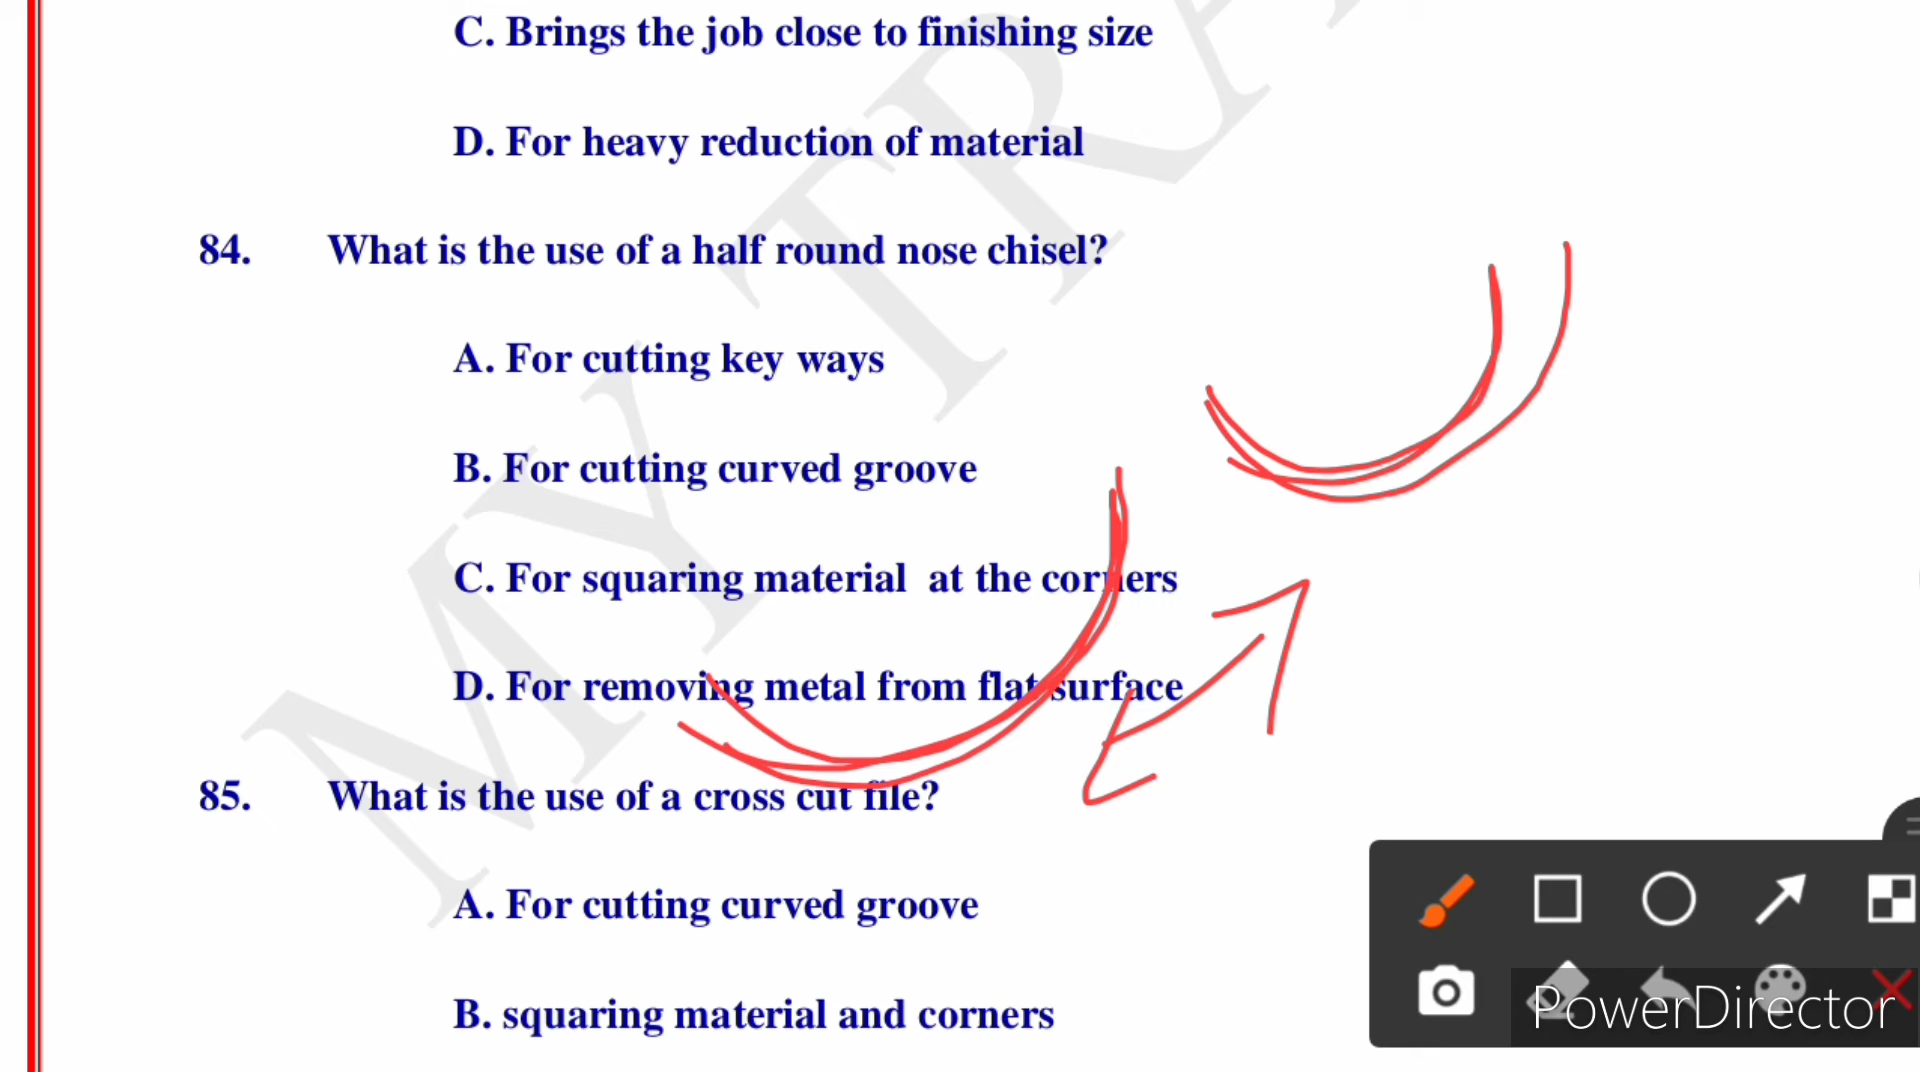 C. Brings the job close to finishing size
D. For heavy reduction of material
84. What is the use of a half round nose chisel?
A. For cutting key ways
B. For cutting curved groove
C. For squaring material at the corners
D. For removing metal from flat surface
85. What is the use of a cross cut file?
A. For cutting curved groove
B. squaring material and corners
MY TRA
PowerDirector